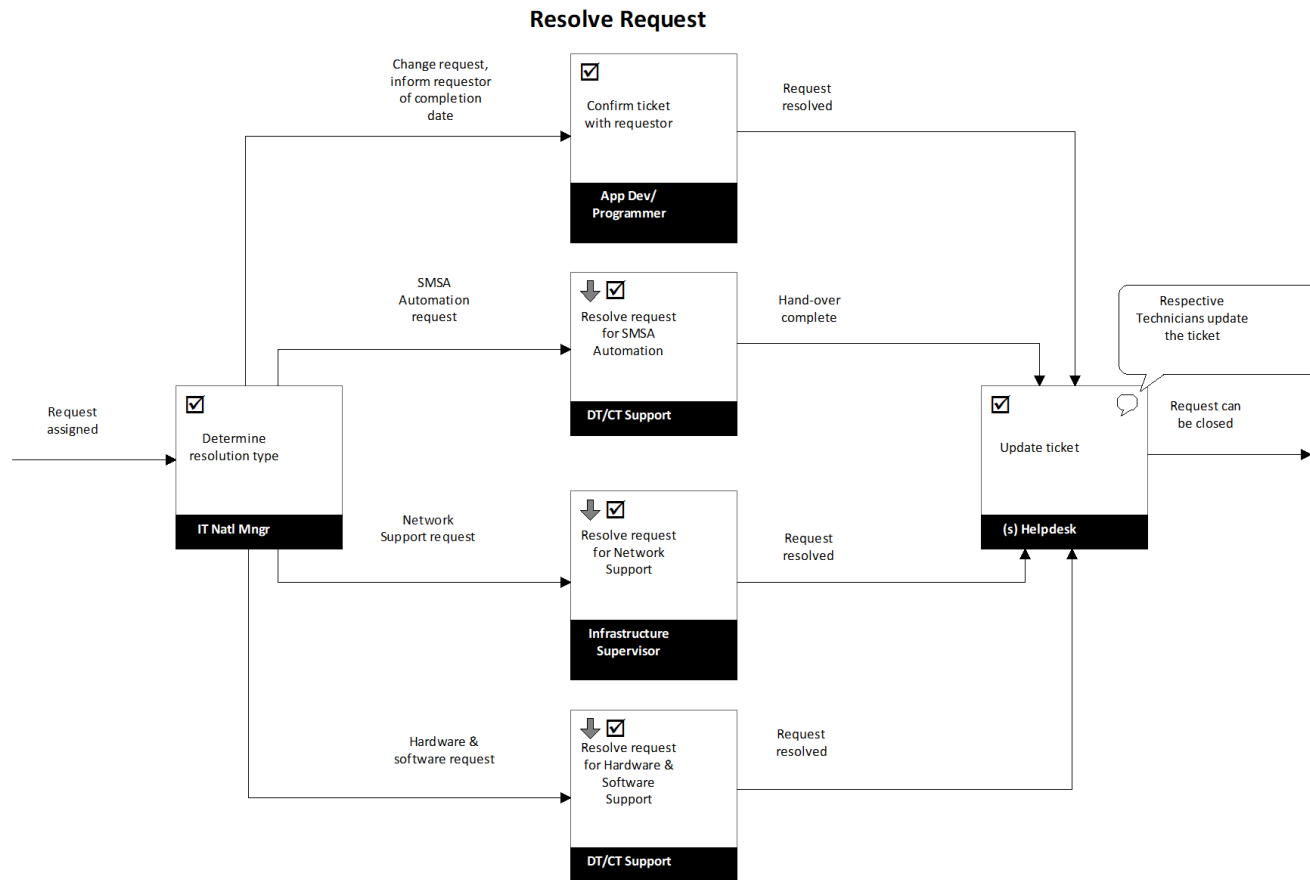 Resolve Request
Change request,
inform requestor
of completion
date
Confirm ticket
with requestor
App Dev/
Programmer
Request
resolved
SMSA
Automation
request
Resolve request
for SMSA
Automation
DT/CT Support
Hand-over
complete
Respective
Technicians update
the ticket
Request
assigned
Determine
resolution type
IT Natl Mngr
Update ticket
(s) Helpdesk
Request can
be closed
Network
Support request
Resolve request
for Network
Support
Infrastructure
Supervisor
Request
resolved
Hardware &
software request
Resolve request
for Hardware &
Software
Support
DT/CT Support
Request
resolved